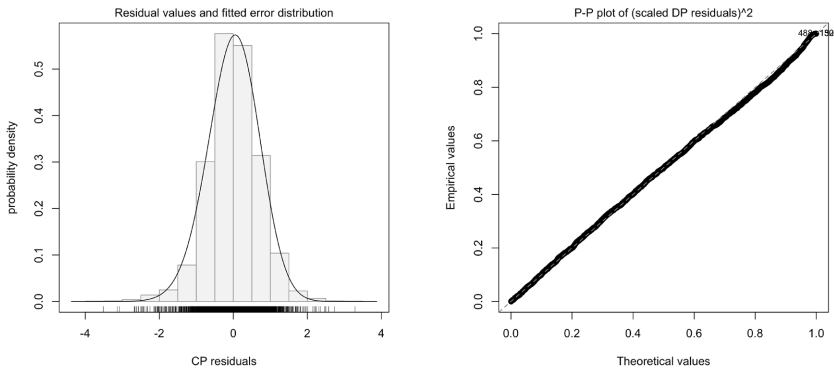 Residual values and fitted error distribution
probability density
0.5
0.4
0.3
0.2
0.1
0.0
-4 -2 0 2 4
CP residuals
P-P plot of (scaled DP residuals)^2
Empirical values
1.0
0.8
0.6
0.4
0.2
0.0
0.0 0.2 0.4 0.6 0.8 1.0
Theoretical values